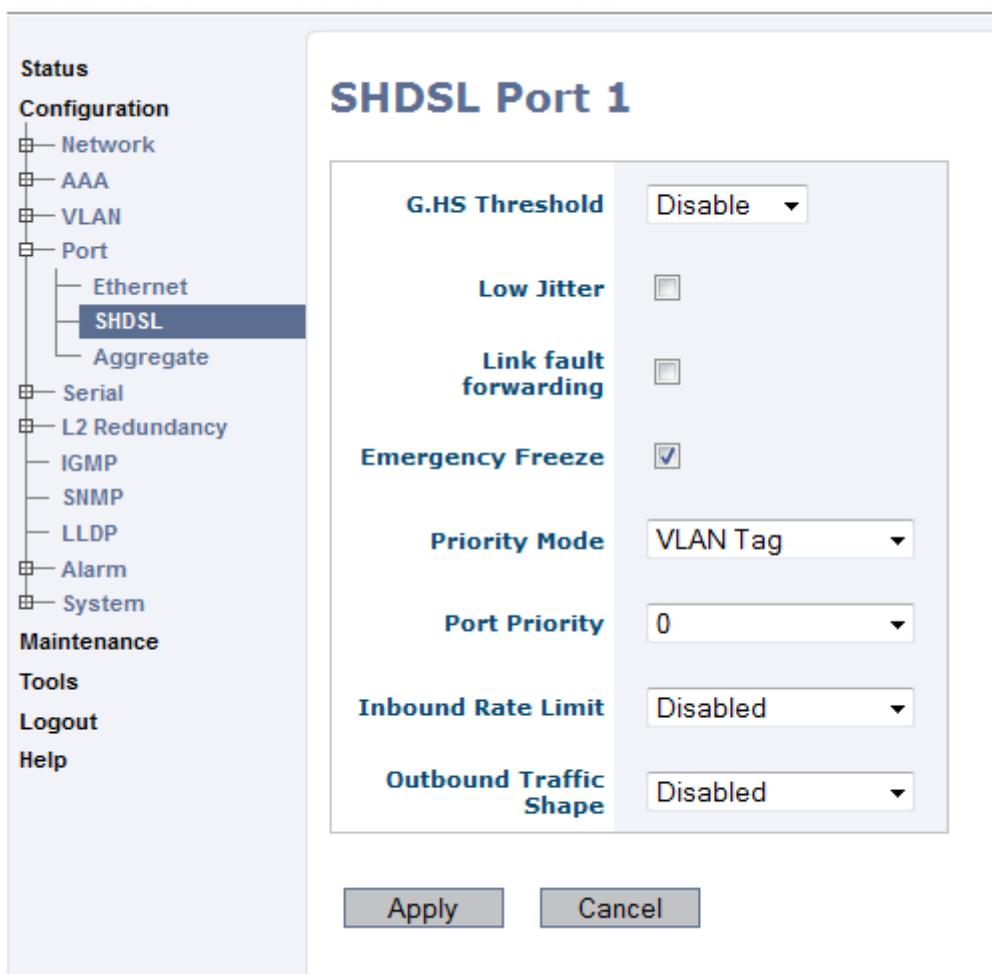 Status
Configuration
Network
AAA
VLAN
Port
Ethernet
SHDSL
Aggregate
Serial
L2 Redundancy
IGMP
SNMP
LLDP
Alarm
System
Maintenance
Tools
Logout
Help
SHDSL Port 1
G.HS Threshold Disable
Low Jitter
Link fault
forwarding
Emergency Freeze
Priority Mode VLAN Tag
Port Priority 0
Inbound Rate Limit Disabled
Outbound Traffic
Shape Disabled
Apply Cancel